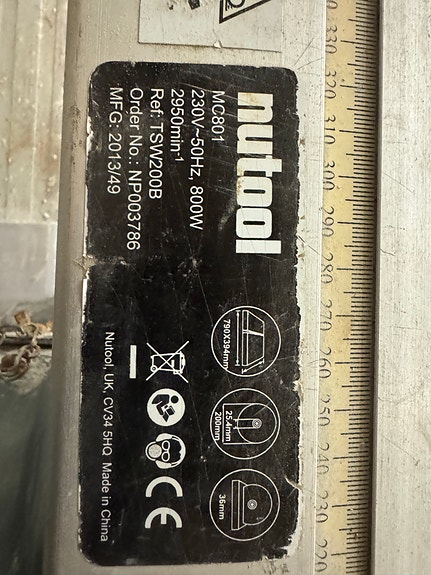 nutool
MC801
230V~50Hz, 800W
2950min⁻¹
Ref: TSW200B
Order No.: NP003786
MFG: 2013/49
790X394mm
25.4mm
200mm
36mm
CE
Nutool, UK, CV34 5HQ Made in China
330
320
310
300
290
280
270
260
250
240
230
220